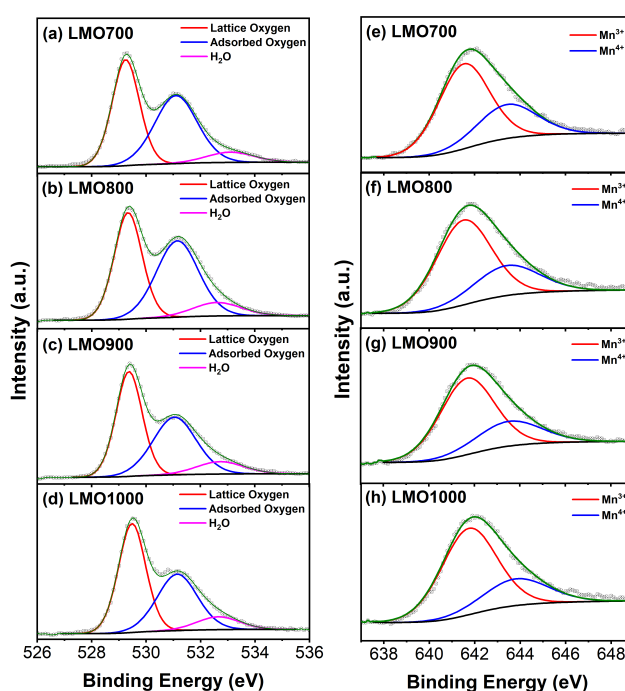 (a) LMO700
Lattice Oxygen
Adsorbed Oxygen
H₂O
(b) LMO800
Lattice Oxygen
Adsorbed Oxygen
H₂O
(c) LMO900
Lattice Oxygen
Adsorbed Oxygen
H₂O
(d) LMO1000
Lattice Oxygen
Adsorbed Oxygen
H₂O
526 528 530 532 534 536
Binding Energy (eV)
Intensity (a.u.)
(e) LMO700
Mn³⁺
Mn⁴⁺
(f) LMO800
Mn³⁺
Mn⁴⁺
(g) LMO900
Mn³⁺
Mn⁴⁺
(h) LMO1000
Mn³⁺
Mn⁴⁺
638 640 642 644 646 648
Binding Energy (eV)
Intensity (a.u.)